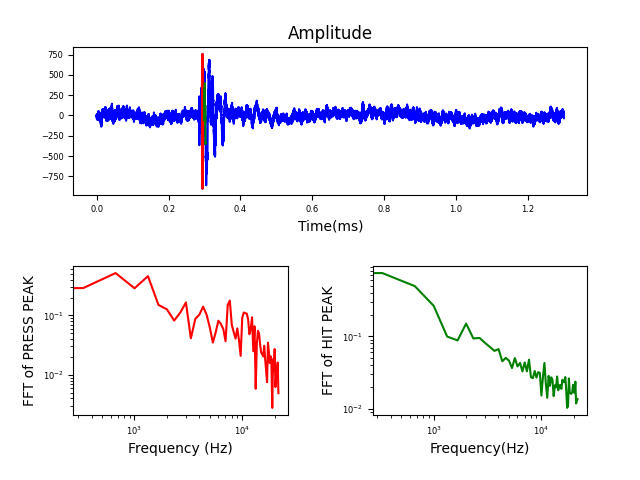 Amplitude
750
500
250
0
−250
−500
−750
0.0 0.2 0.4 0.6 0.8 1.0 1.2
Time(ms)
FFT of PRESS PEAK
10⁻¹
10⁻²
10³ 10⁴
Frequency (Hz)
FFT of HIT PEAK
10⁻¹
10⁻²
10³ 10⁴
Frequency(Hz)